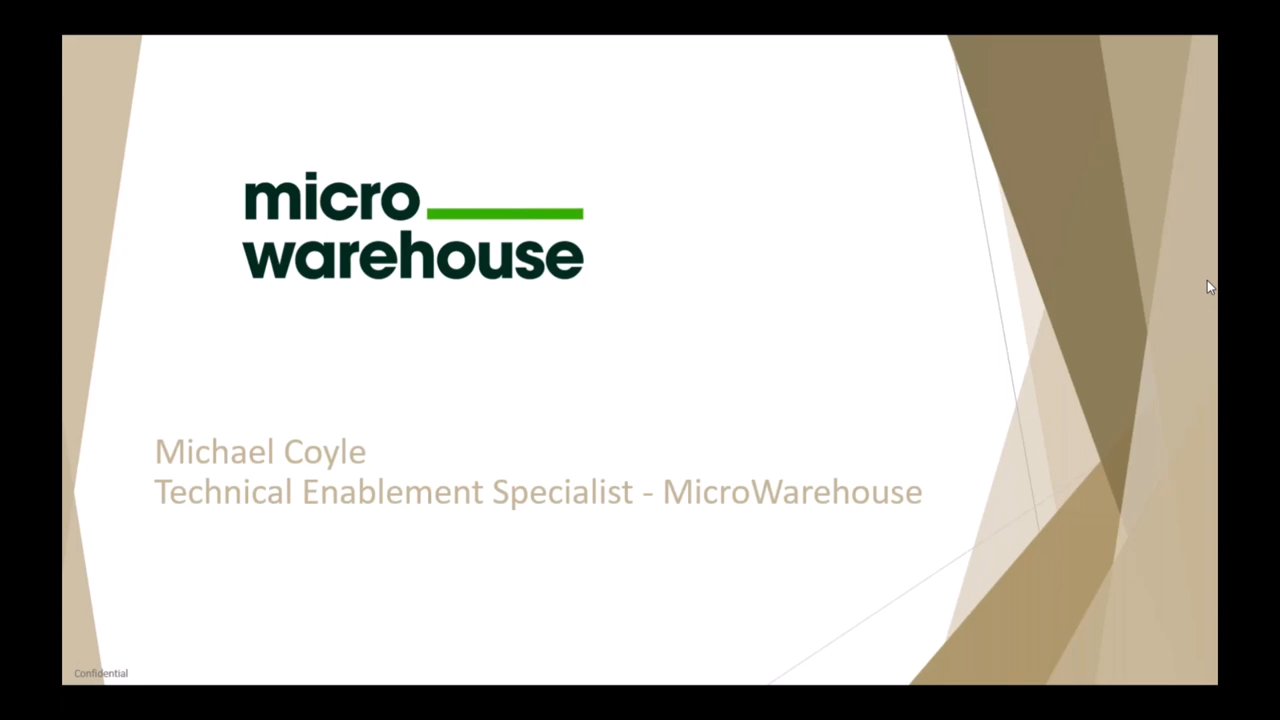 micro
warehouse
Michael Coyle
Technical Enablement Specialist - MicroWarehouse
Confidential